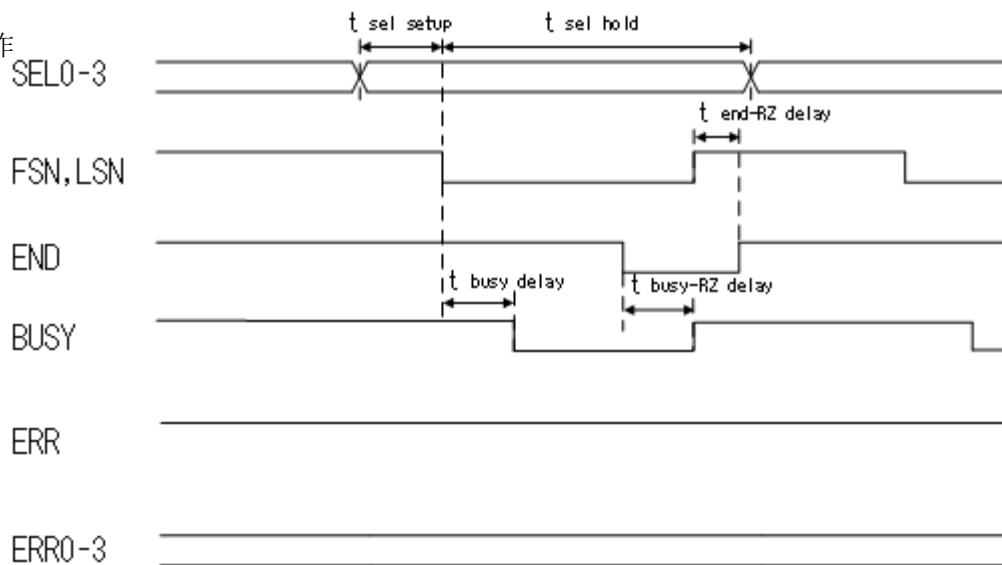 作
t sel setup
t sel hold
SEL0-3
t end-RZ delay
FSN,LSN
END
t busy delay
t busy-RZ delay
BUSY
ERR
ERR0-3